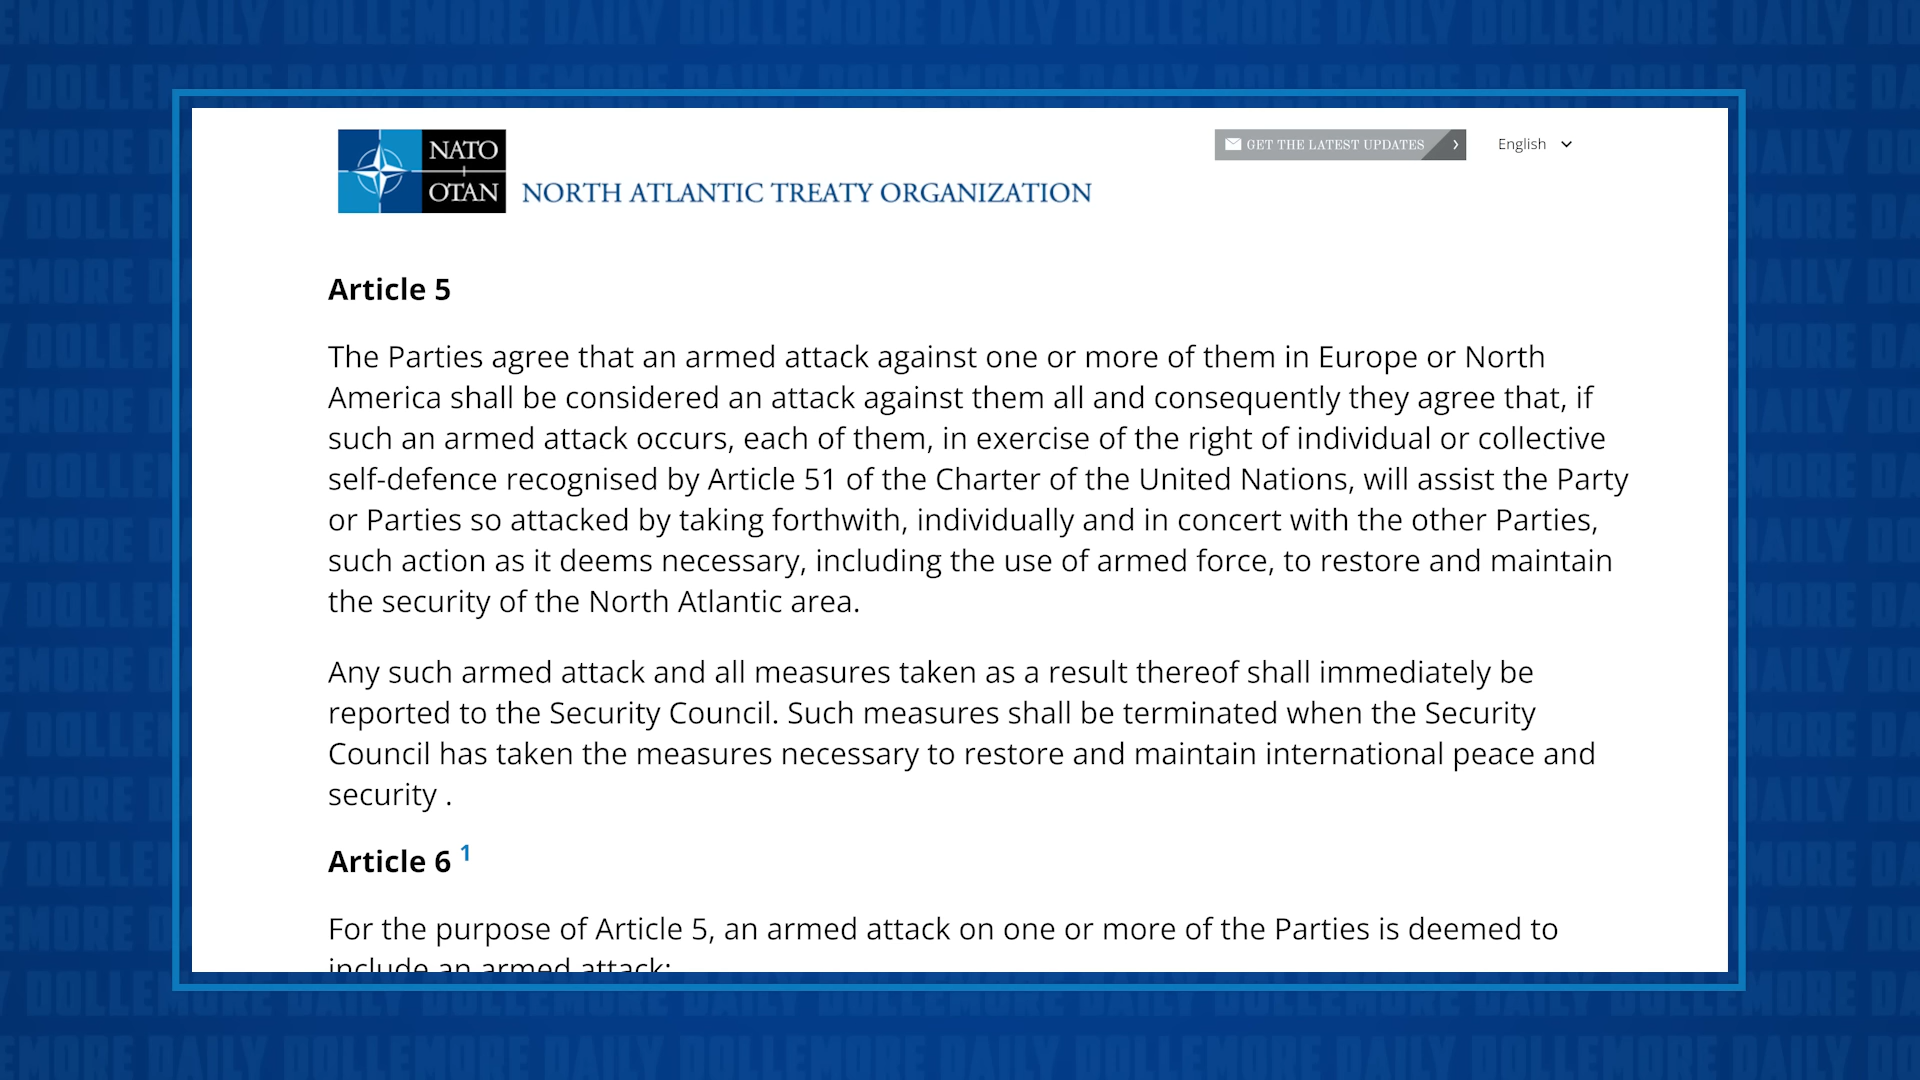 DOLLEMORE DAILY
NATO
OTAN
NORTH ATLANTIC TREATY ORGANIZATION
GET THE LATEST UPDATES
English
Article 5
The Parties agree that an armed attack against one or more of them in Europe or North
America shall be considered an attack against them all and consequently they agree that, if
such an armed attack occurs, each of them, in exercise of the right of individual or collective
self-defence recognised by Article 51 of the Charter of the United Nations, will assist the Party
or Parties so attacked by taking forthwith, individually and in concert with the other Parties,
such action as it deems necessary, including the use of armed force, to restore and maintain
the security of the North Atlantic area.
Any such armed attack and all measures taken as a result thereof shall immediately be
reported to the Security Council. Such measures shall be terminated when the Security
Council has taken the measures necessary to restore and maintain international peace and
security .
Article 6 1
For the purpose of Article 5, an armed attack on one or more of the Parties is deemed to
include an armed attack: